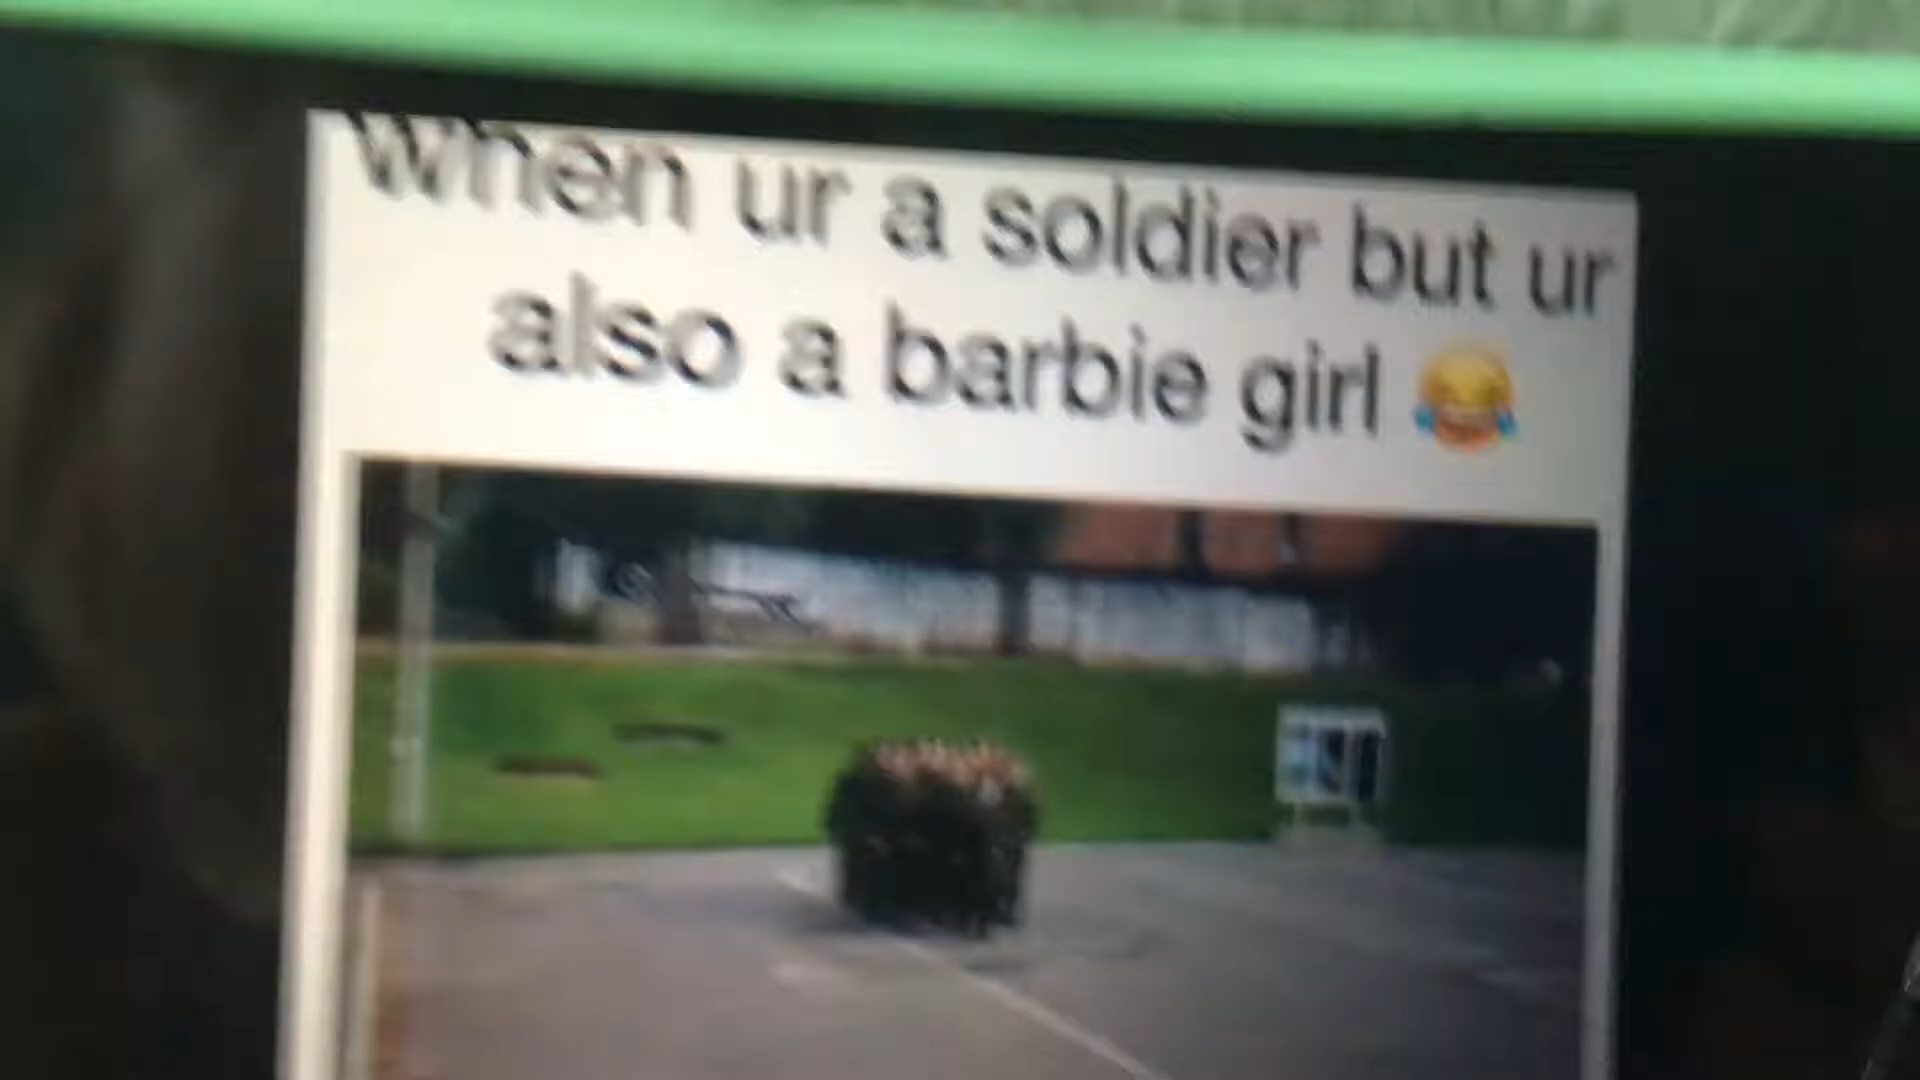 when ur a soldier but ur
also a barbie girl 😂